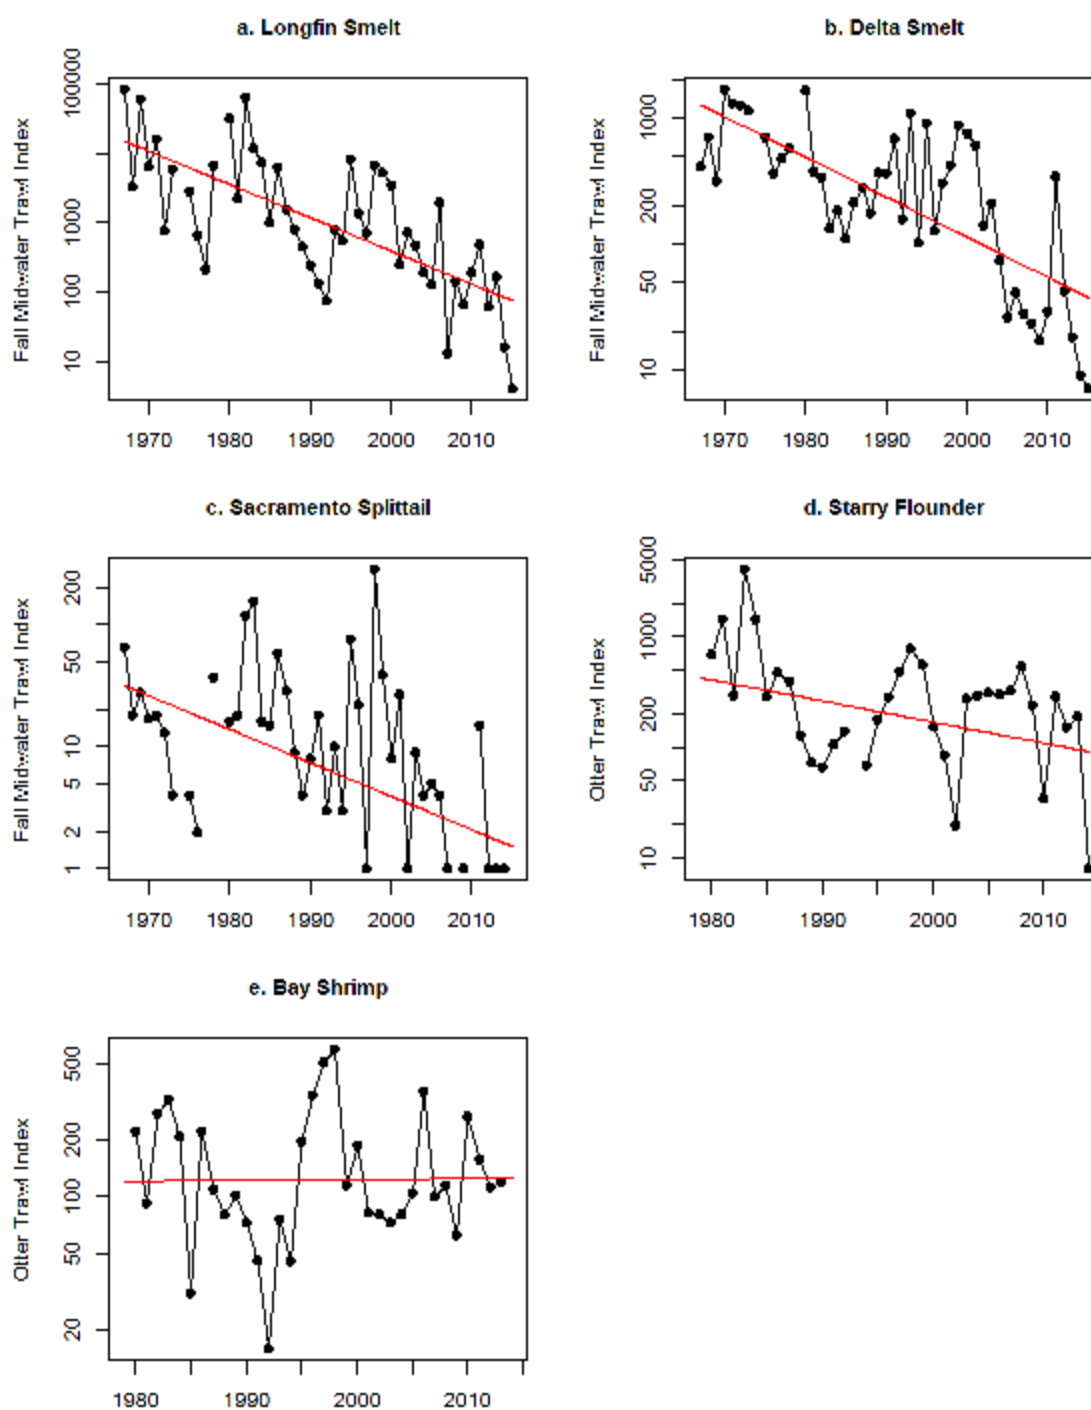 a. Longfin Smelt
Fall Midwater Trawl Index
100000
1000
100
10
1970 1980 1990 2000 2010
b. Delta Smelt
Fall Midwater Trawl Index
1000
200
50
10
1970 1980 1990 2000 2010
c. Sacramento Splittail
Fall Midwater Trawl Index
200
50
10
5
2
1
1970 1980 1990 2000 2010
d. Starry Flounder
Otter Trawl Index
5000
1000
200
50
10
1980 1990 2000 2010
e. Bay Shrimp
Otter Trawl Index
500
200
100
50
20
1980 1990 2000 2010